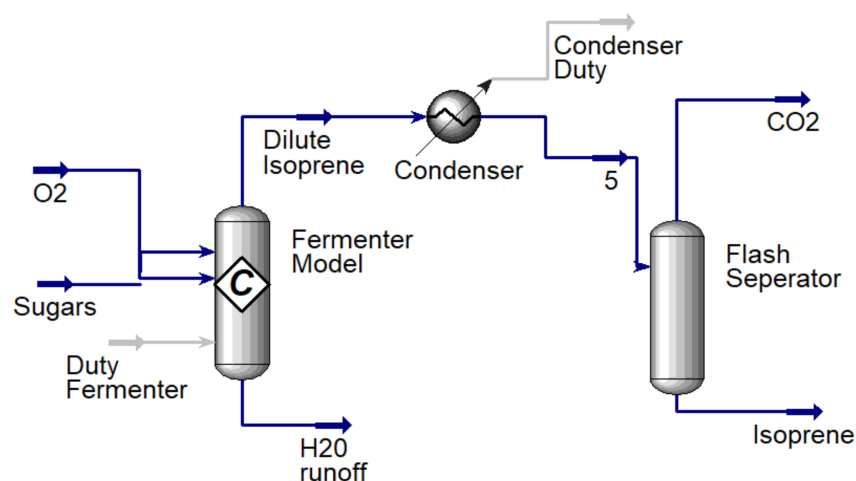 Condenser
Duty
CO2
Dilute
Isoprene
Condenser
5
O2
Fermenter
Model
C
Flash
Seperator
Sugars
Duty
Fermenter
H20
runoff
Isoprene